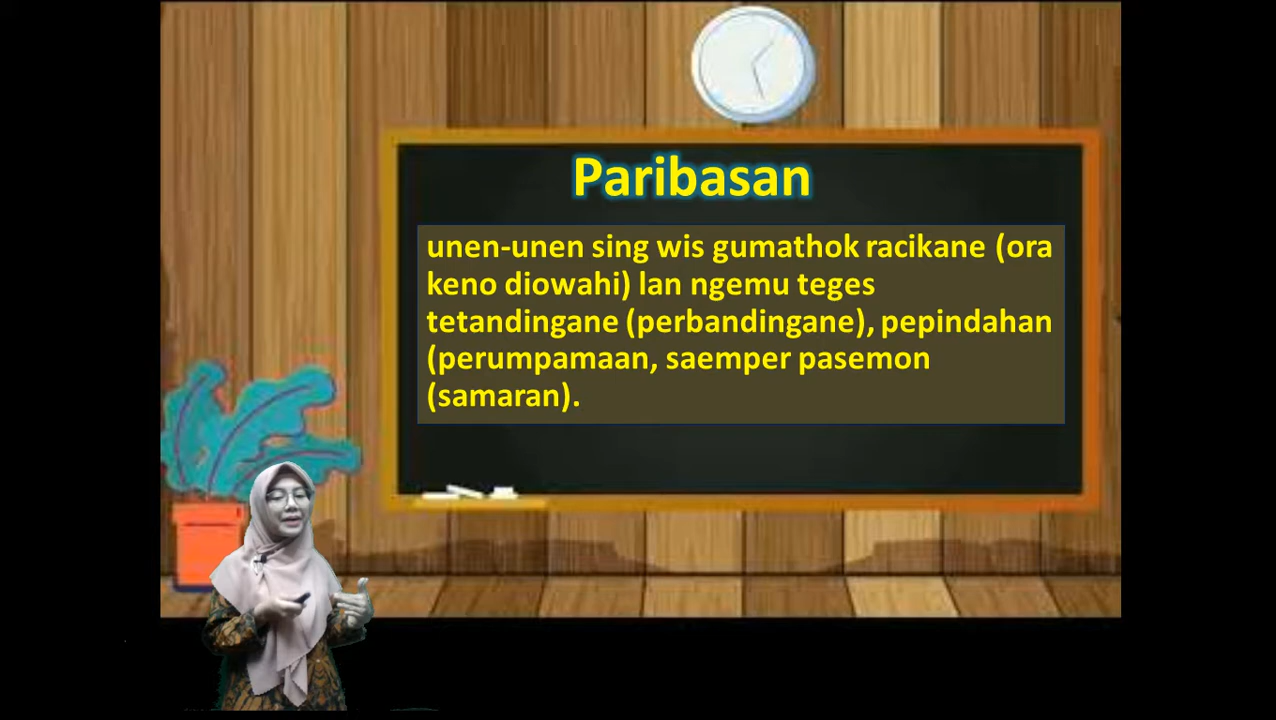 Paribasan
unen-unen sing wis gumathok racikane (ora
keno diowahi) lan ngemu teges
tetandingane (perbandingane), pepindahan
(perumpamaan, saemper pasemon
(samaran).